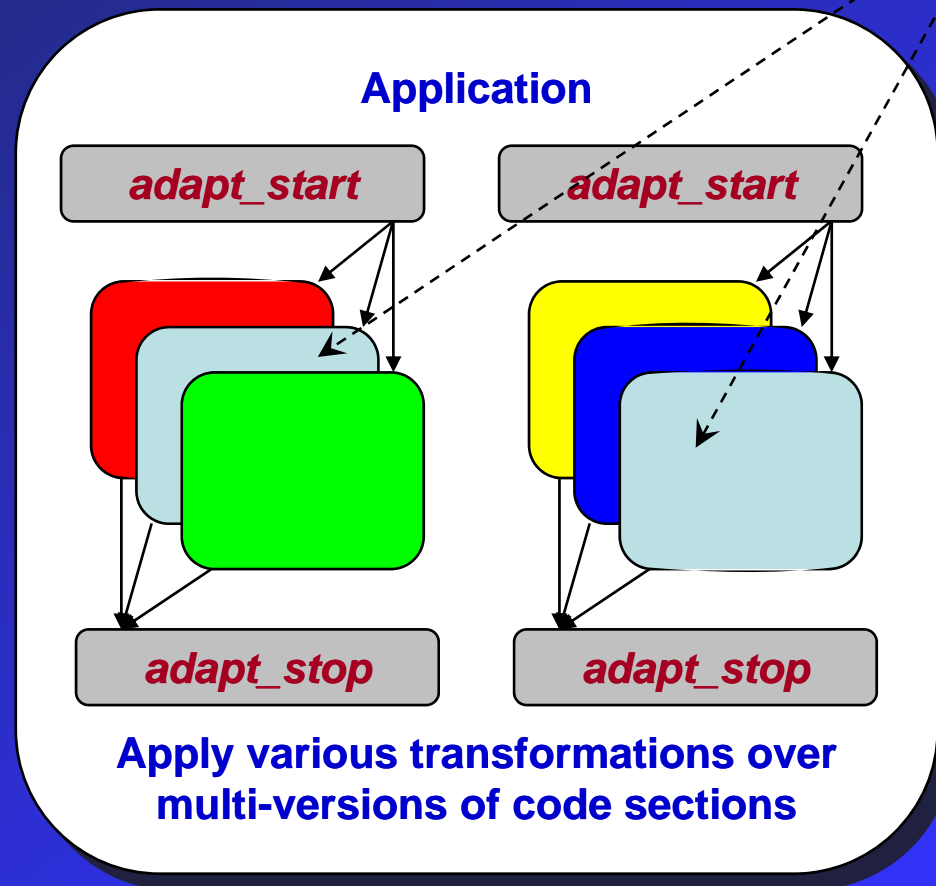 Application
adapt_start
adapt_start
adapt_stop
adapt_stop
Apply various transformations over
multi-versions of code sections